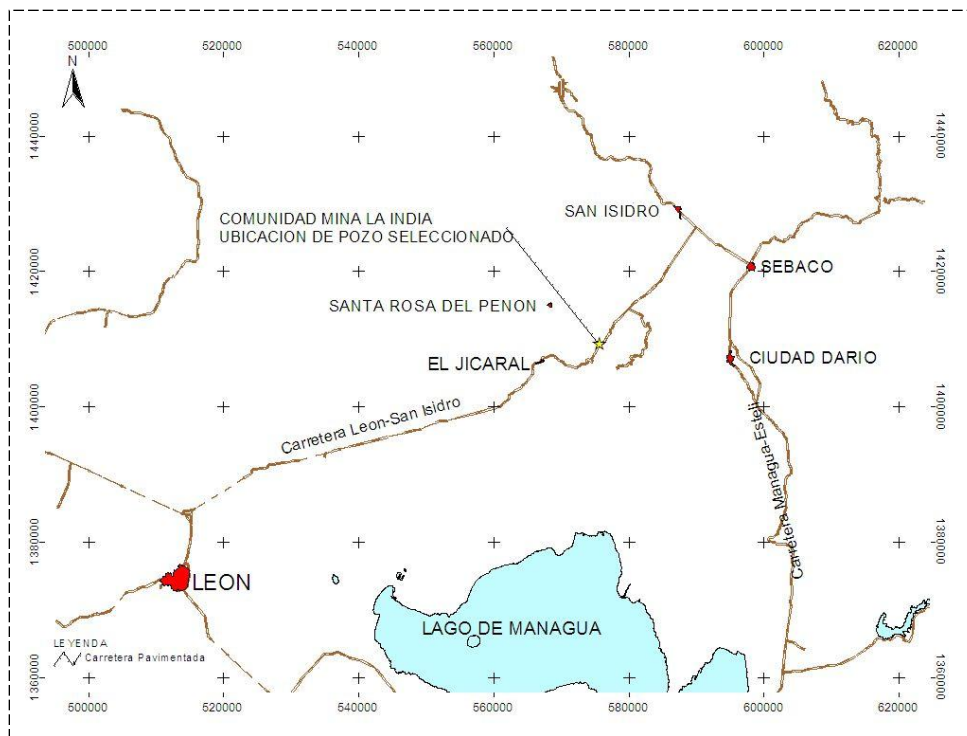 500000 520000 540000 560000 580000 600000 620000
N
1440000 1440000
COMUNIDAD MINA LA INDIA
UBICACION DE POZO SELECCIONADO
SAN ISIDRO
1420000 1420000
SEBACO
SANTA ROSA DEL PENON
EL JICARAL
CIUDAD DARIO
1400000 1400000
Carretera Leon-San Isidro
Carretera Managua-Esteli
1380000 1380000
LEON
LAGO DE MANAGUA
LEYENDA
Carretera Pavimentada
1360000 1360000
500000 520000 540000 560000 580000 600000 620000